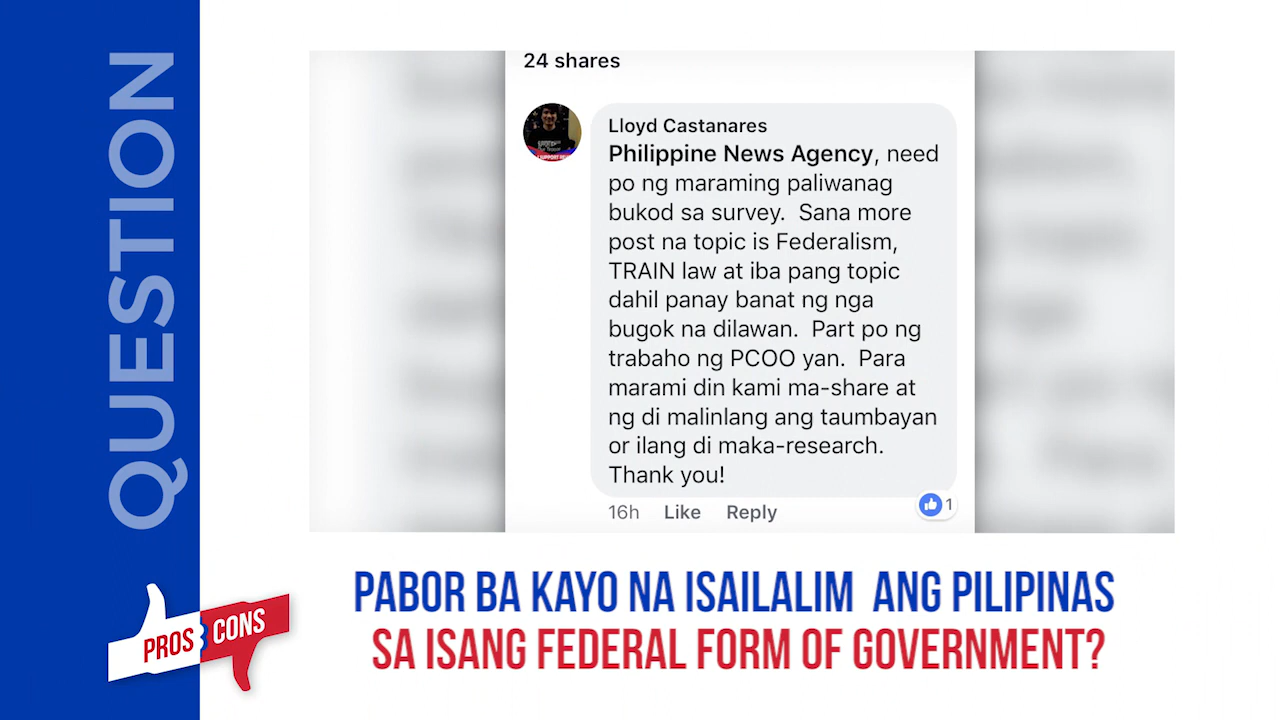 QUESTION
24 shares
Lloyd Castanares
Philippine News Agency, need
po ng maraming paliwanag
bukod sa survey.  Sana more
post na topic is Federalism,
TRAIN law at iba pang topic
dahil panay banat ng nga
bugok na dilawan.  Part po ng
trabaho ng PCOO yan.  Para
marami din kami ma-share at
ng di malinlang ang taumbayan
or ilang di maka-research.
Thank you!
16h Like Reply 1
PABOR BA KAYO NA ISAILALIM  ANG PILIPINAS
SA ISANG FEDERAL FORM OF GOVERNMENT?
PROS CONS